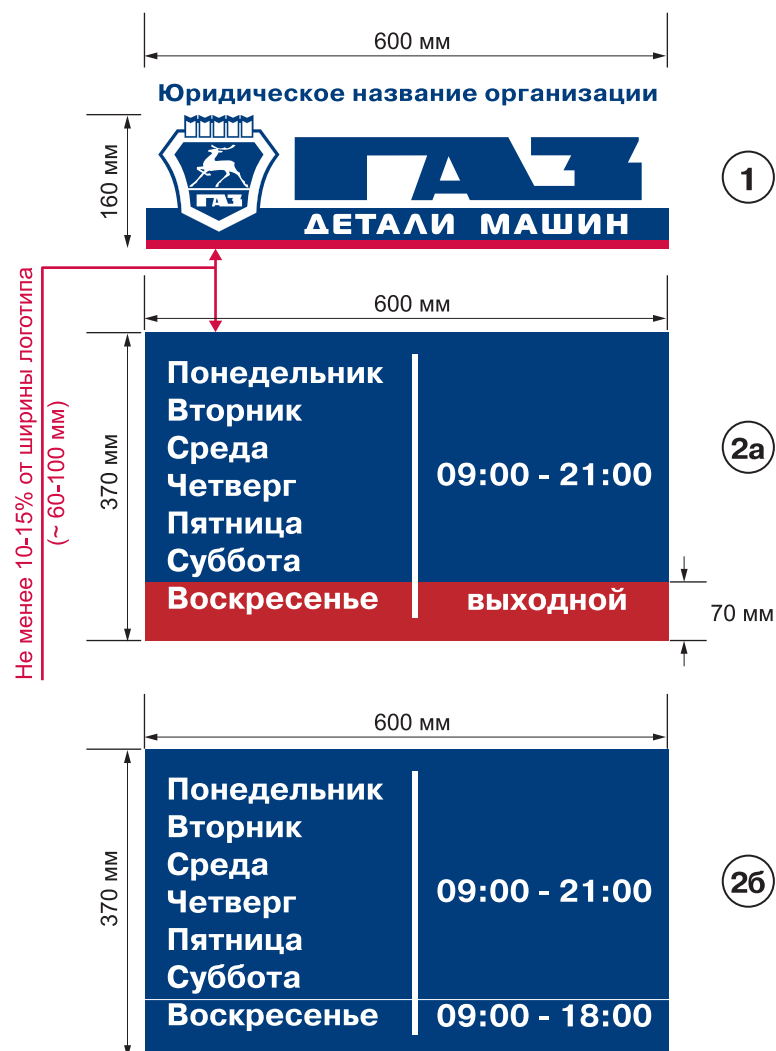 600 мм
Юридическое название организации
160 мм
ГАЗ
ГАЗ
ДЕТАЛИ МАШИН
1
Не менее 10-15% от ширины логотипа
(~ 60-100 мм)
600 мм
370 мм
Понедельник
Вторник
Среда
Четверг
Пятница
Суббота
09:00 - 21:00
Воскресенье
выходной
2а
70 мм
600 мм
370 мм
Понедельник
Вторник
Среда
Четверг
Пятница
Суббота
09:00 - 21:00
Воскресенье
09:00 - 18:00
2б